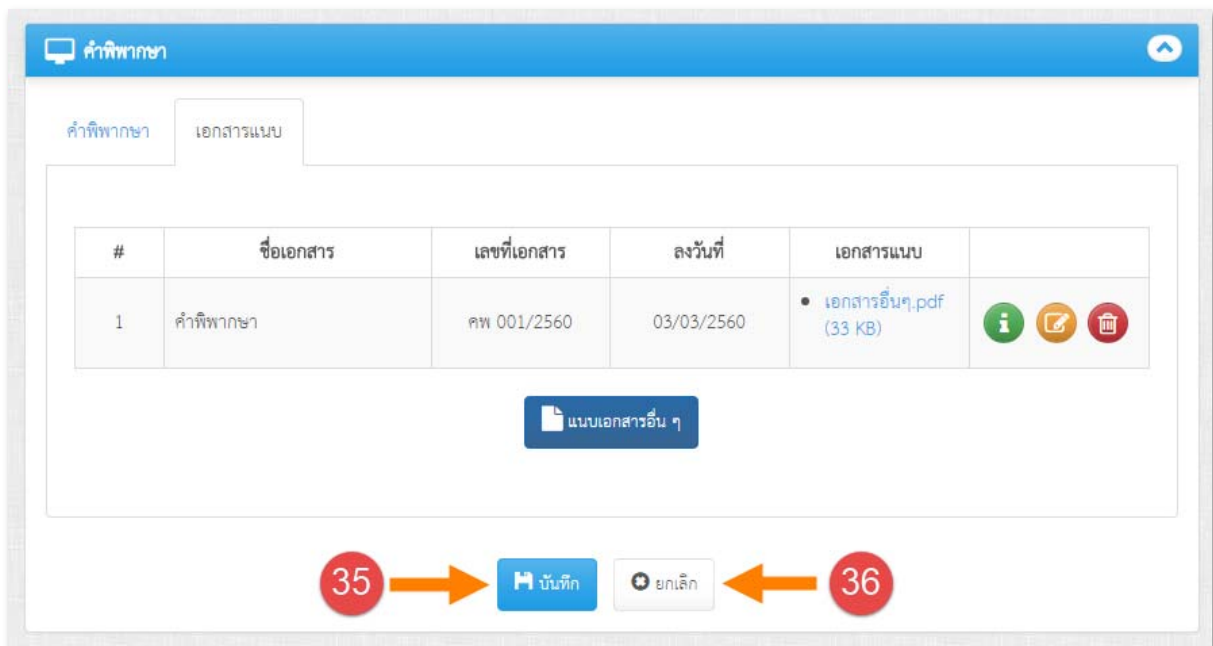 คำพิพากษา
คำพิพากษา เอกสารแนบ
# ชื่อเอกสาร เลขที่เอกสาร ลงวันที่ เอกสารแนบ
1 คำพิพากษา คพ 001/2560 03/03/2560 เอกสารอื่นๆ.pdf
(33 KB)
แนบเอกสารอื่น ๆ
35 บันทึก ยกเลิก 36